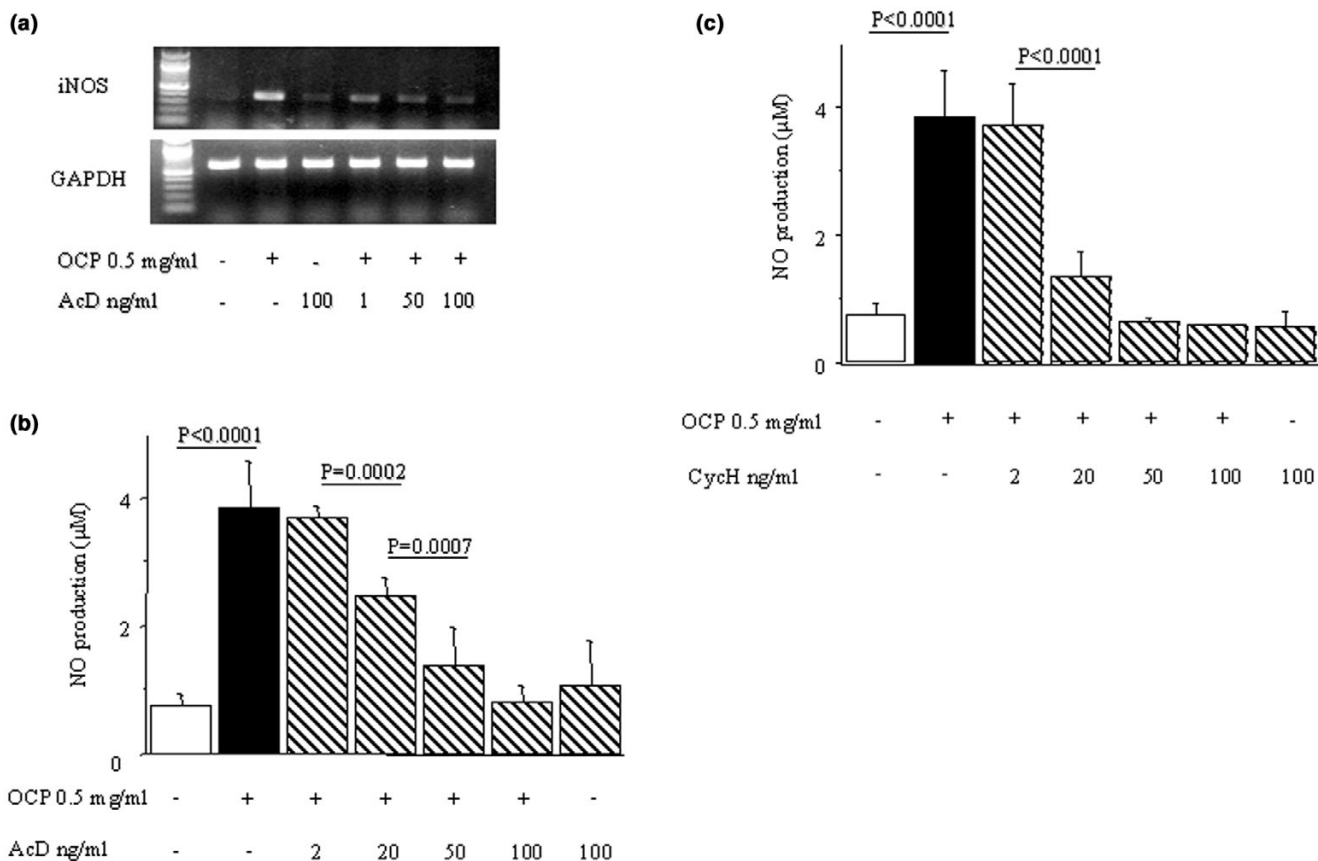 (a)
iNOS
GAPDH
OCP 0.5 mg/ml - + - + + +
AcD ng/ml - - 100 1 50 100
(b)
P<0.0001
P=0.0002
P=0.0007
NO production (µM)
4
2
0
OCP 0.5 mg/ml - + + + + + -
AcD ng/ml - - 2 20 50 100 100
(c)
P<0.0001
P<0.0001
NO production (µM)
4
2
0
OCP 0.5 mg/ml - + + + + + -
CycH ng/ml - - 2 20 50 100 100